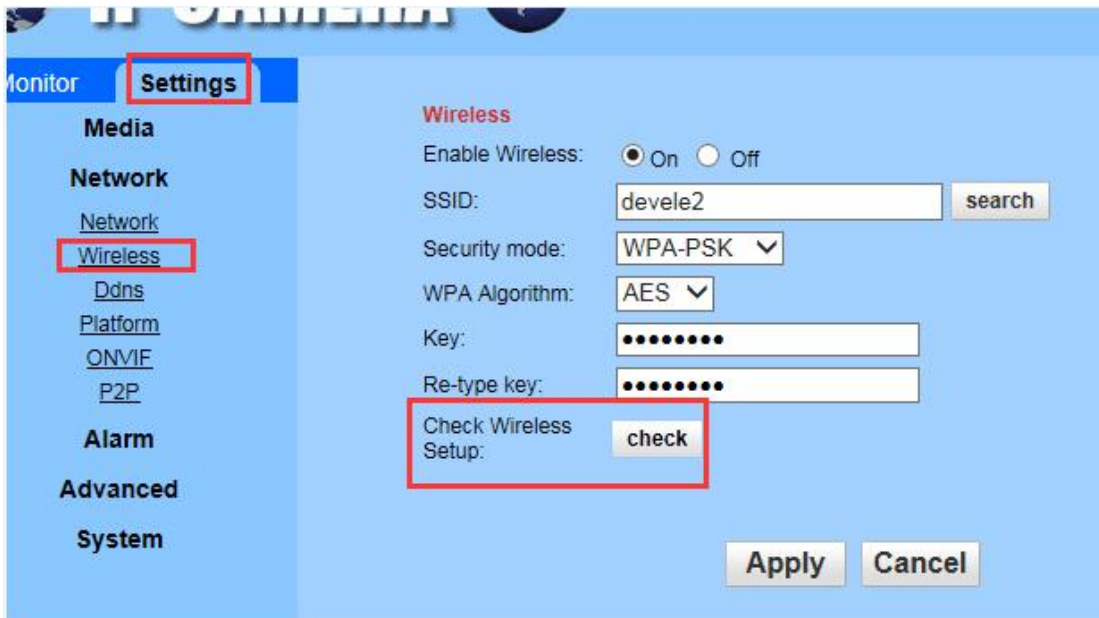 IP CAMERA
Monitor
Settings
Media
Network
Network
Wireless
Ddns
Platform
ONVIF
P2P
Alarm
Advanced
System
Wireless
Enable Wireless: On Off
SSID: devele2 search
Security mode: WPA-PSK
WPA Algorithm: AES
Key: ••••••••
Re-type key: ••••••••
Check Wireless
Setup: check
Apply Cancel